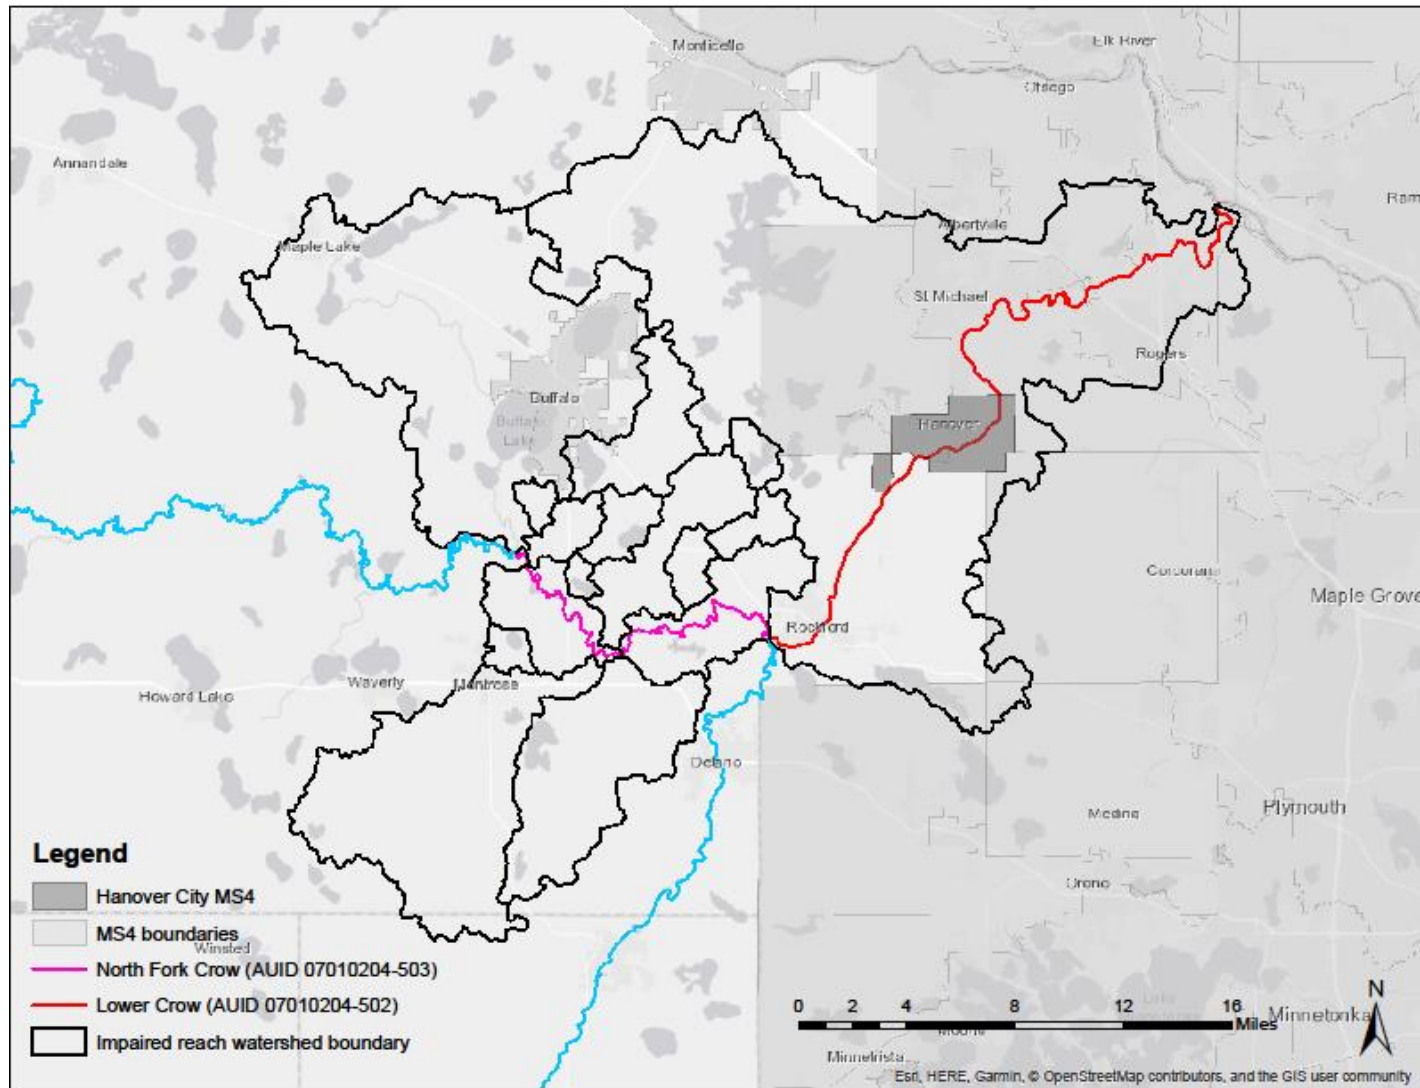 Monticello
Elk River
Otsego
Annandale
Ram
Albertville
Maple Lake
St Michael
Rogers
Buffalo
Buffalo
Lake
Hanover
Corcoran
Maple Grove
Rockford
Waverly
Montrose
Howard Lake
Delano
Medina
Plymouth
Orono
Legend
Hanover City MS4
MS4 boundaries
Winsted
North Fork Crow (AUID 07010204-503)
Lower Crow (AUID 07010204-502)
Impaired reach watershed boundary
N
0 2 4 8 12 16
Miles
Minnetonka
Minnetrista
Esri, HERE, Garmin, © OpenStreetMap contributors, and the GIS user community